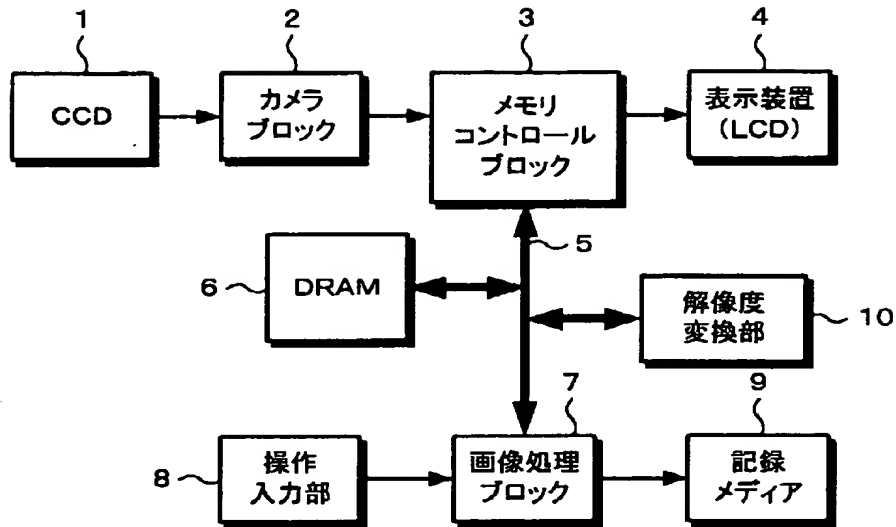 1
2
3
4
CCD
カメラ
ブロック
メモリ
コントロール
ブロック
表示装置
(LCD)
5
6
DRAM
解像度
変換部
10
7
9
8
操作
入力部
画像処理
ブロック
記録
メディア